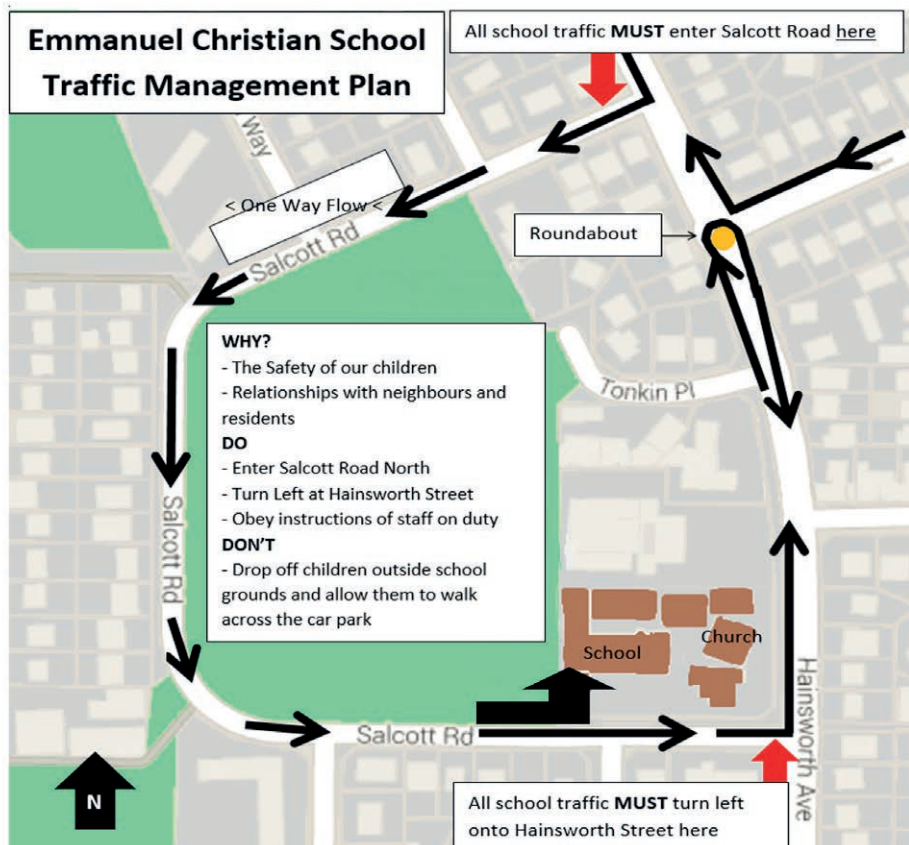 Emmanuel Christian School
Traffic Management Plan
All school traffic MUST enter Salcott Road here
Way
< One Way Flow <
Salcott Rd
Roundabout
WHY?
- The Safety of our children
- Relationships with neighbours and
residents
DO
- Enter Salcott Road North
- Turn Left at Hainsworth Street
- Obey instructions of staff on duty
DON'T
- Drop off children outside school
grounds and allow them to walk
across the car park
Tonkin Pl
Salcott Rd
School
Church
Hainsworth Ave
Salcott Rd
N
All school traffic MUST turn left
onto Hainsworth Street here